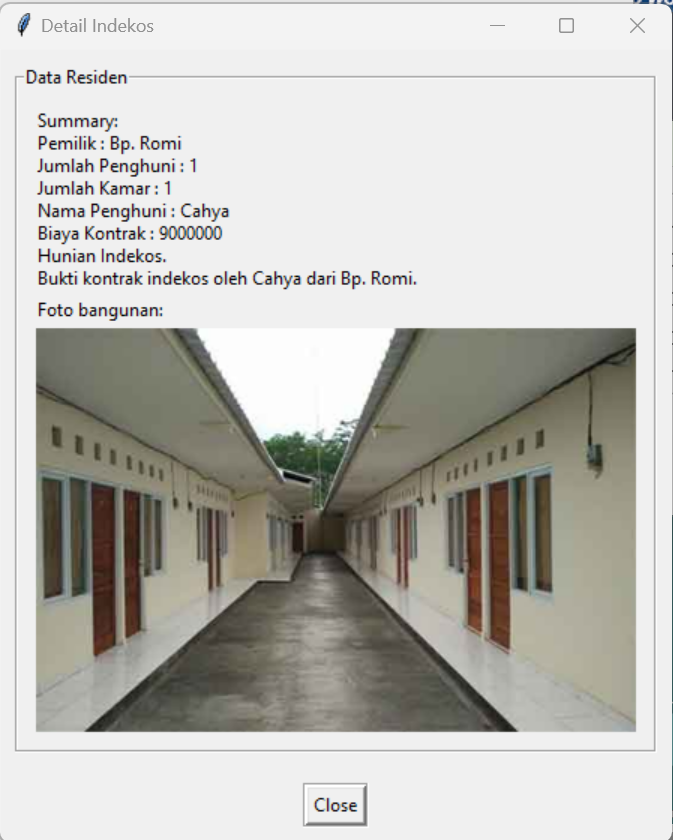 Detail Indekos
Data Residen
Summary:
Pemilik : Bp. Romi
Jumlah Penghuni : 1
Jumlah Kamar : 1
Nama Penghuni : Cahya
Biaya Kontrak : 9000000
Hunian Indekos.
Bukti kontrak indekos oleh Cahya dari Bp. Romi.
Foto bangunan:
Close